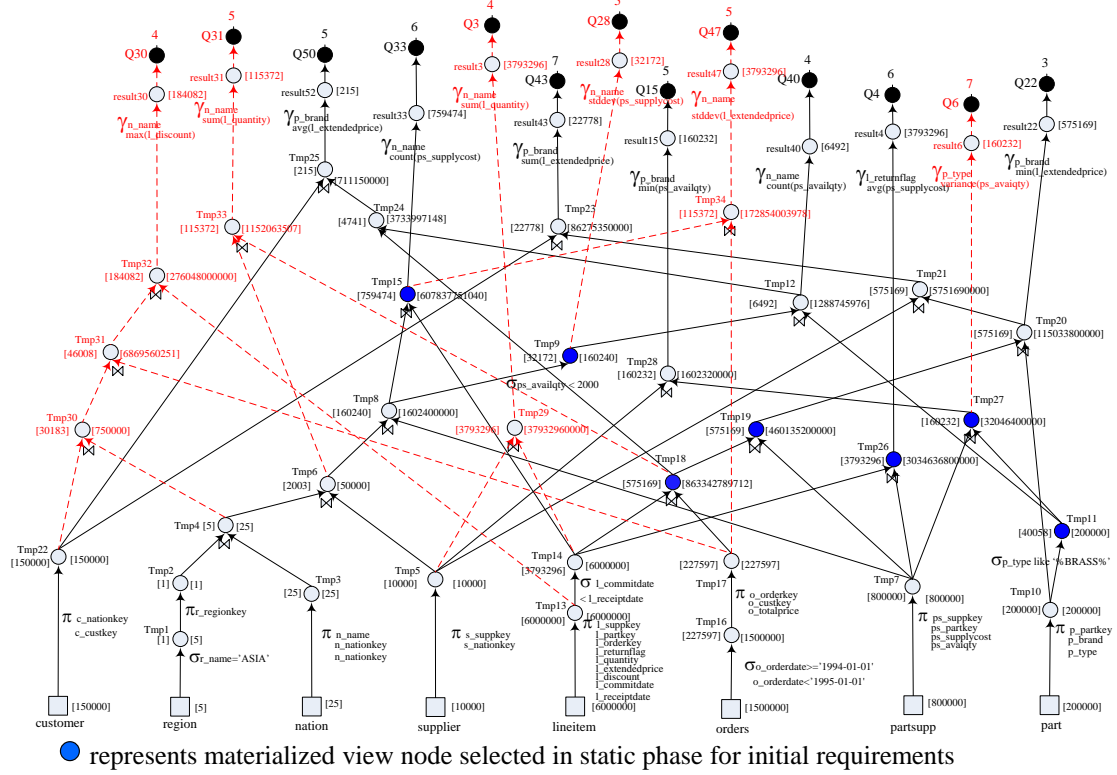 4
5
5
6
4
5
5
7
5
4
6
7
3
Q30
Q31
Q50
Q33
Q3
Q43
Q28
Q15
Q47
Q40
Q4
Q6
Q22
result30 [184082]
result31 [115372]
result52 [215]
result33 [759474]
result3 [3793296]
result43 [22778]
result28 [32172]
result15 [160232]
result47 [3793296]
result40 [6492]
result4 [3793296]
result6 [160232]
result22 [575169]
γn_name
max(l_discount)
γn_name
sum(l_quantity)
γp_brand
avg(l_extendedprice)
γn_name
count(ps_supplycost)
γn_name
sum(l_quantity)
γp_brand
sum(l_extendedprice)
γn_name
stddev(ps_supplycost)
γp_brand
min(ps_availqty)
γn_name
stddev(l_extendedprice)
γn_name
count(ps_availqty)
γl_returnflag
avg(ps_supplycost)
γp_type
variance(ps_avaiqty)
γp_brand
min(l_extendedprice)
Tmp25
[215] [711150000]
Tmp33
[115372] [1152063507]
Tmp24
[4741] [3733997148]
Tmp23
[22778] [86275350000]
Tmp34
[115372] [172854003978]
Tmp32
[184082] [276048000000]
Tmp15
[759474] [607837751040]
Tmp12
[6492] [1288745976]
Tmp21
[575169] [5751690000]
Tmp20
[575169] [115033800000]
Tmp31
[46008] [6869560251]
Tmp9
[32172] [160240]
σps_availqty < 2000
Tmp28
[160232] [1602320000]
Tmp30
[30183] [750000]
Tmp8
[160240] [1602400000]
Tmp29
[3793296] [37932960000]
Tmp19
[575169] [460135200000]
Tmp27
[160232] [32046400000]
Tmp26
[3793296] [3034636800000]
Tmp6
[2003] [50000]
Tmp18
[575169] [863342789712]
Tmp4 [5] [25]
Tmp11
[40058] [200000]
σp_type like '%BRASS%'
Tmp22
[150000] [150000]
Tmp2
[1] [1]
Tmp3
[25] [25]
Tmp5
[10000] [10000]
Tmp14
[3793296] [6000000]
σ l_commitdate
< l_receiptdate
Tmp17
[227597] [227597]
Tmp7
[800000] [800000]
Tmp10
[200000] [200000]
π c_nationkey
c_custkey
πr_regionkey
Tmp1
[1] [5]
σr_name='ASIA'
π n_name
n_nationkey
n_nationkey
π s_suppkey
s_nationkey
Tmp13
[6000000] [6000000]
π l_suppkey
l_partkey
l_orderkey
l_returnflag
l_quantity
l_extendedprice
l_discount
l_commitdate
l_receiptdate
π o_orderkey
o_custkey
o_totalprice
Tmp16
[227597] [1500000]
σo_orderdate>='1994-01-01'
o_orderdate<'1995-01-01'
π ps_suppkey
ps_partkey
ps_supplycost
ps_avaiqty
π p_partkey
p_brand
p_type
[150000]
[5]
[25]
[10000]
[6000000]
[1500000]
[800000]
[200000]
customer
region
nation
supplier
lineitem
orders
partsupp
part
represents materialized view node selected in static phase for initial requirements